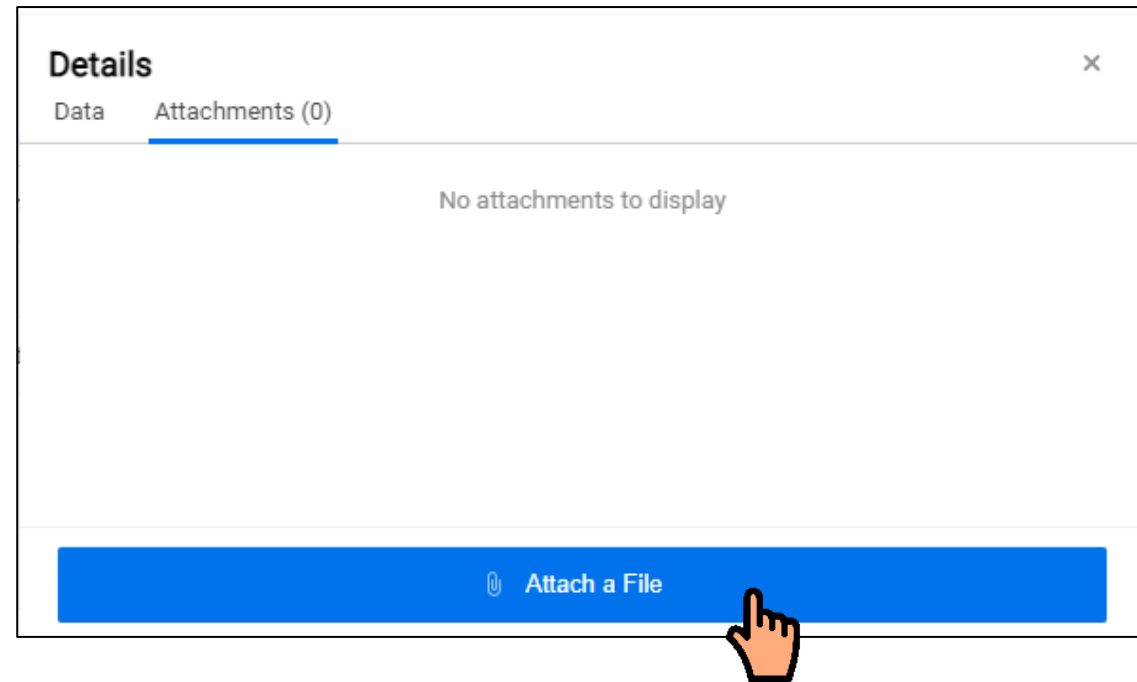 Details
Data Attachments (0)
No attachments to display
Attach a File